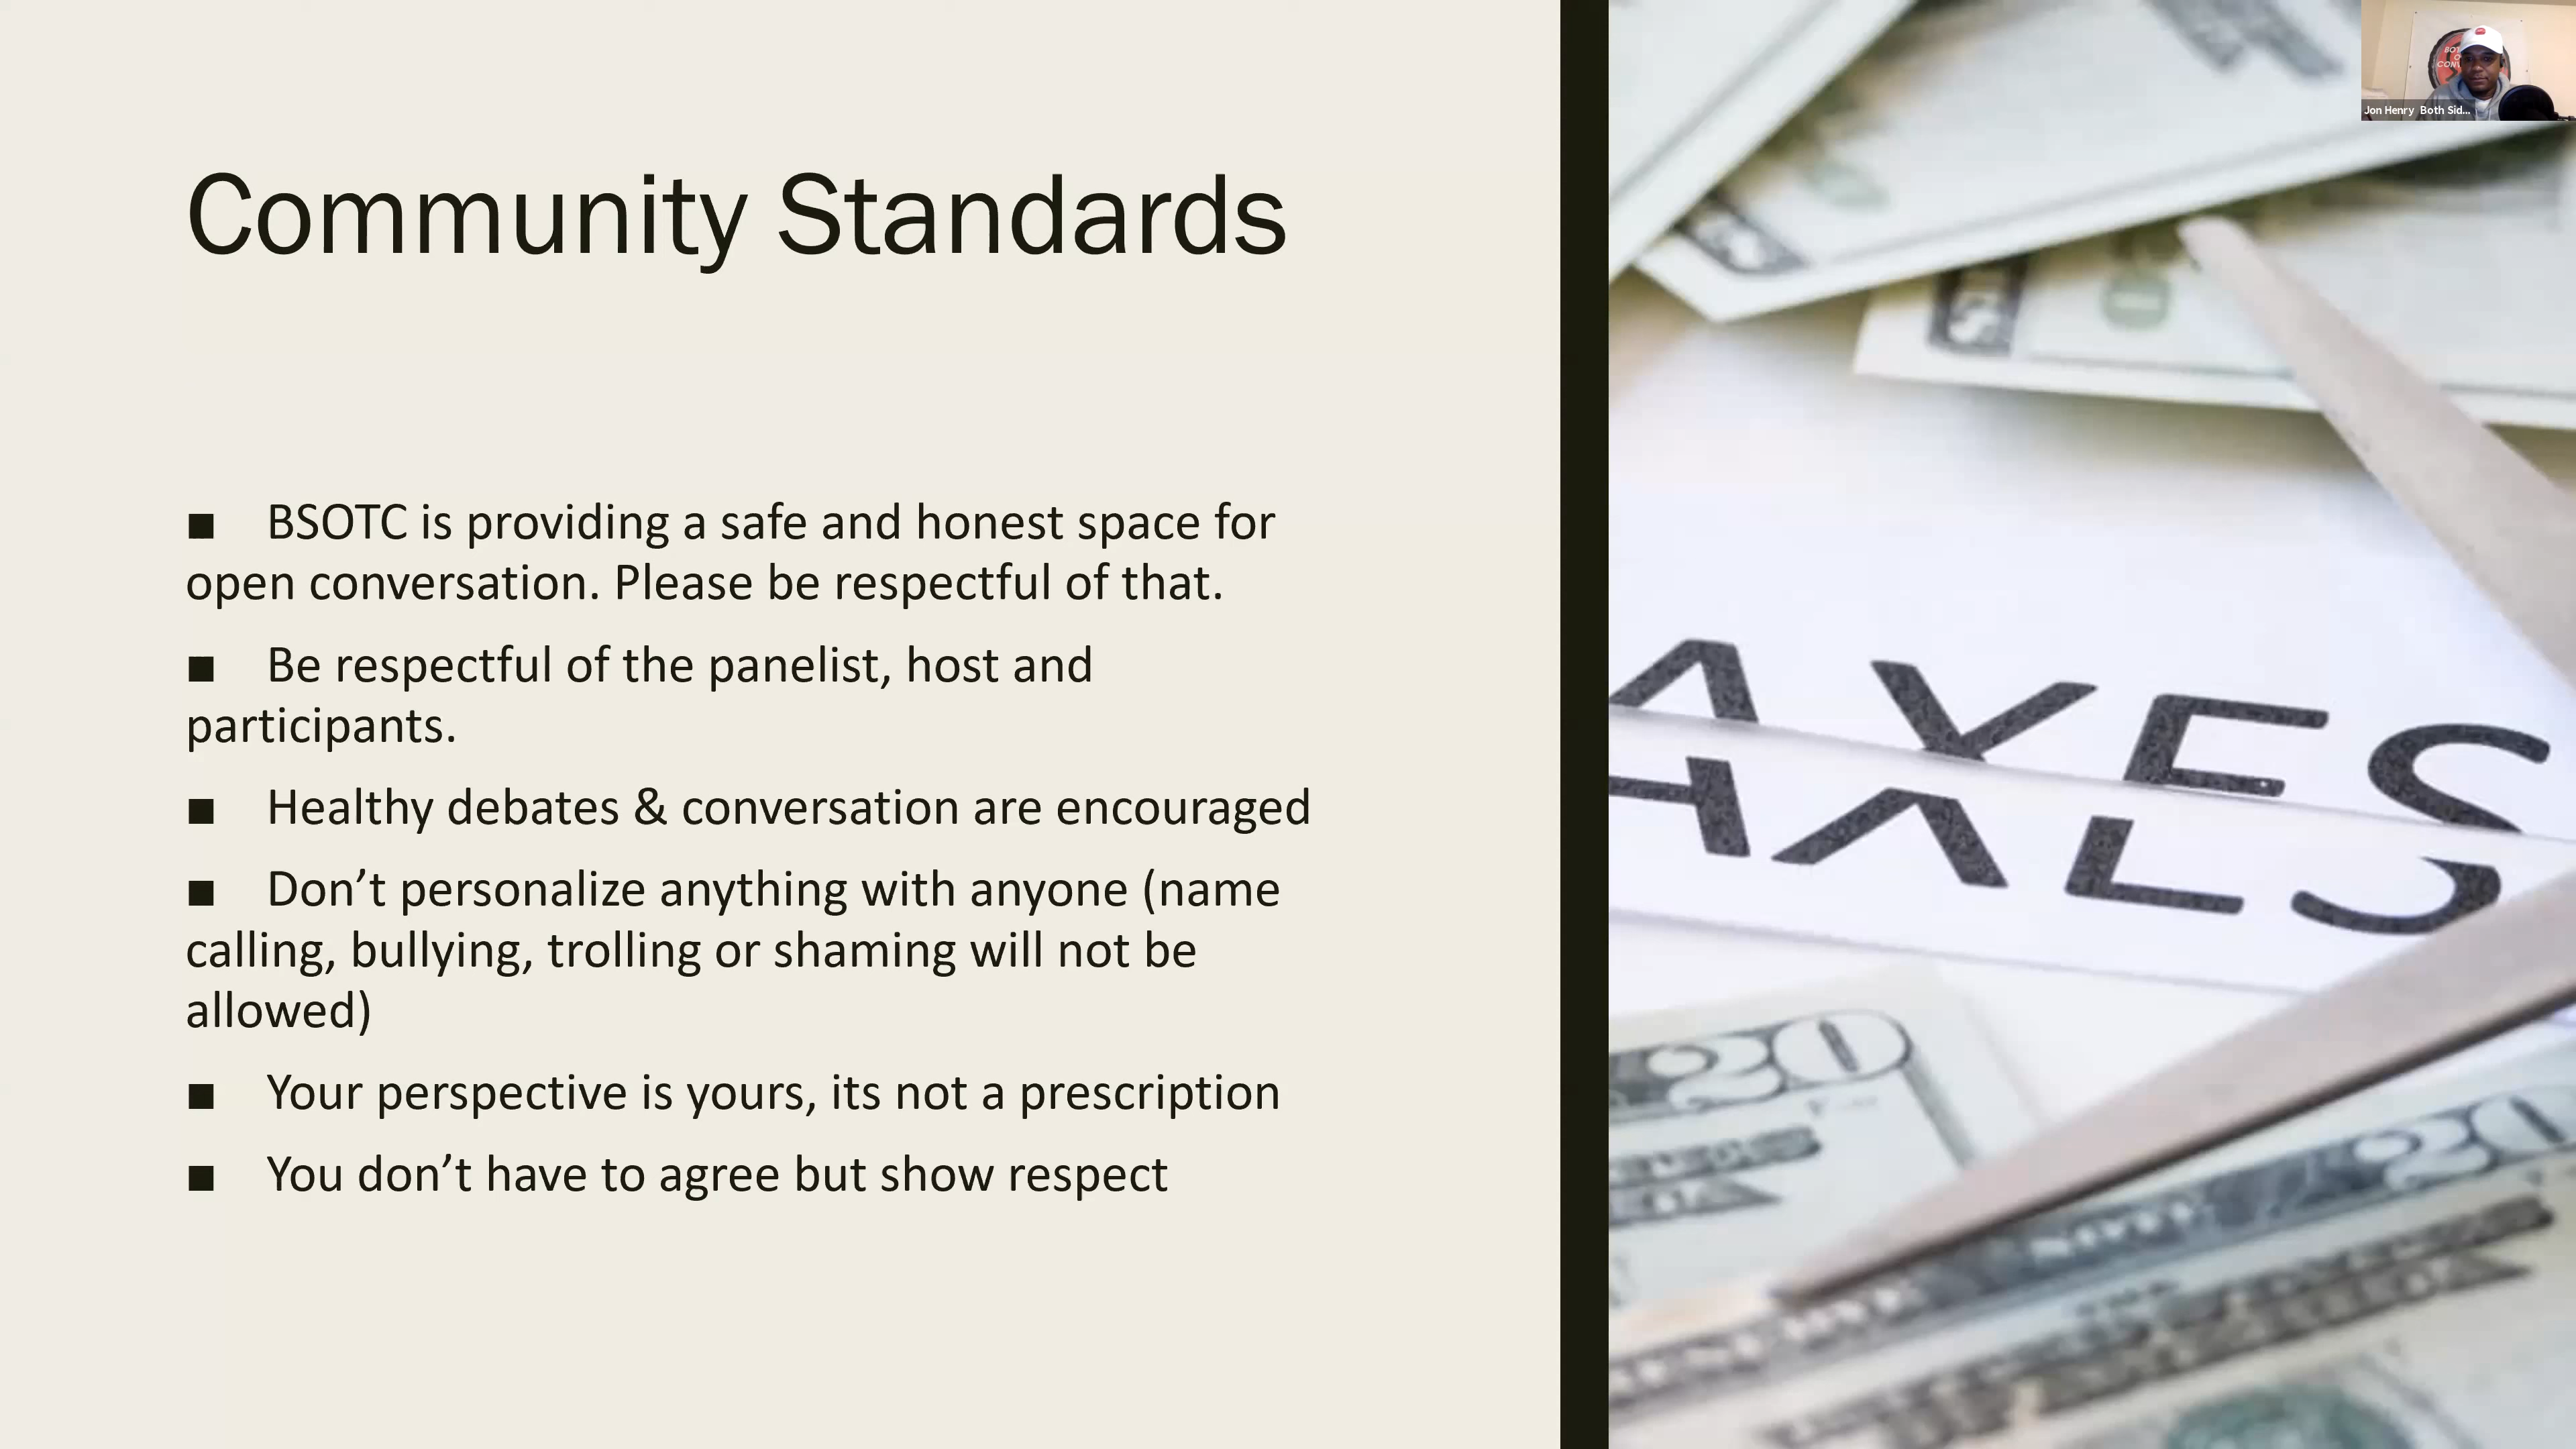 Community Standards
■ BSOTC is providing a safe and honest space for
open conversation. Please be respectful of that.
■ Be respectful of the panelist, host and
participants.
■ Healthy debates & conversation are encouraged
■ Don’t personalize anything with anyone (name
calling, bullying, trolling or shaming will not be
allowed)
■ Your perspective is yours, its not a prescription
■ You don’t have to agree but show respect
Jon Henry Both Sid...
AXES
20
20